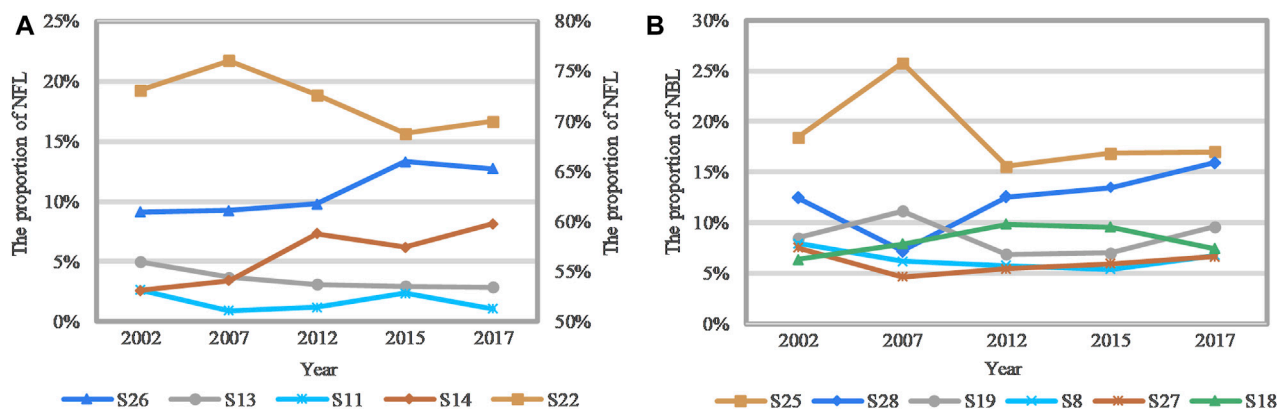 A
The proportion of NFL
25%
20%
15%
10%
5%
0%
80%
75%
70%
65%
60%
55%
50%
The proportion of NFL
2002 2007 2012 2015 2017
Year
S26 S13 S11 S14 S22
B
The proportion of NBL
30%
25%
20%
15%
10%
5%
0%
2002 2007 2012 2015 2017
Year
S25 S28 S19 S8 S27 S18